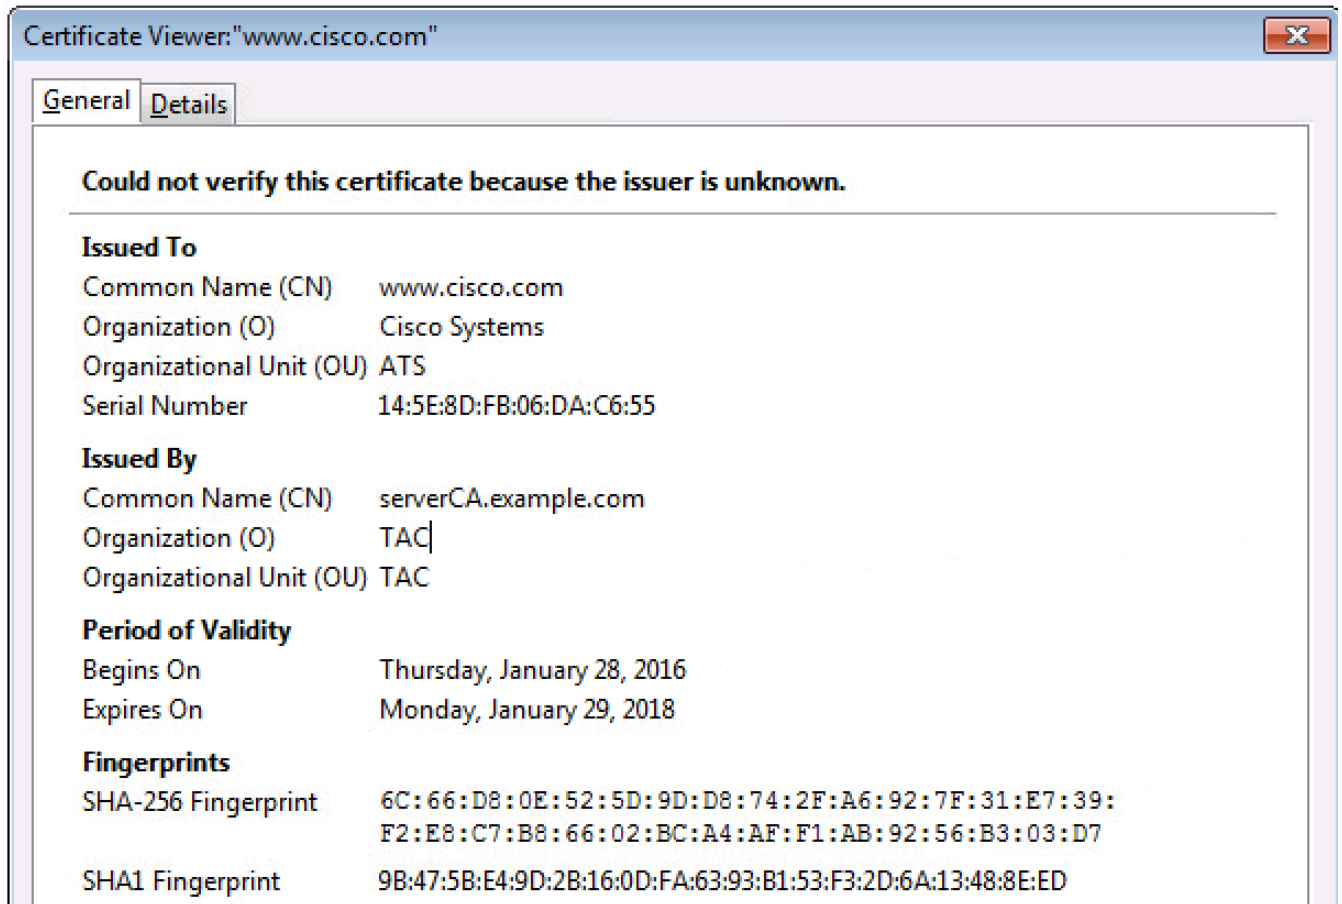 Certificate Viewer:"www.cisco.com"
General Details
Could not verify this certificate because the issuer is unknown.
Issued To
Common Name (CN) www.cisco.com
Organization (O) Cisco Systems
Organizational Unit (OU) ATS
Serial Number 14:5E:8D:FB:06:DA:C6:55
Issued By
Common Name (CN) serverCA.example.com
Organization (O) TAC
Organizational Unit (OU) TAC
Period of Validity
Begins On Thursday, January 28, 2016
Expires On Monday, January 29, 2018
Fingerprints
SHA-256 Fingerprint 6C:66:D8:0E:52:5D:9D:D8:74:2F:A6:92:7F:31:E7:39:
F2:E8:C7:B8:66:02:BC:A4:AF:F1:AB:92:56:B3:03:D7
SHA1 Fingerprint 9B:47:5B:E4:9D:2B:16:0D:FA:63:93:B1:53:F3:2D:6A:13:48:8E:ED